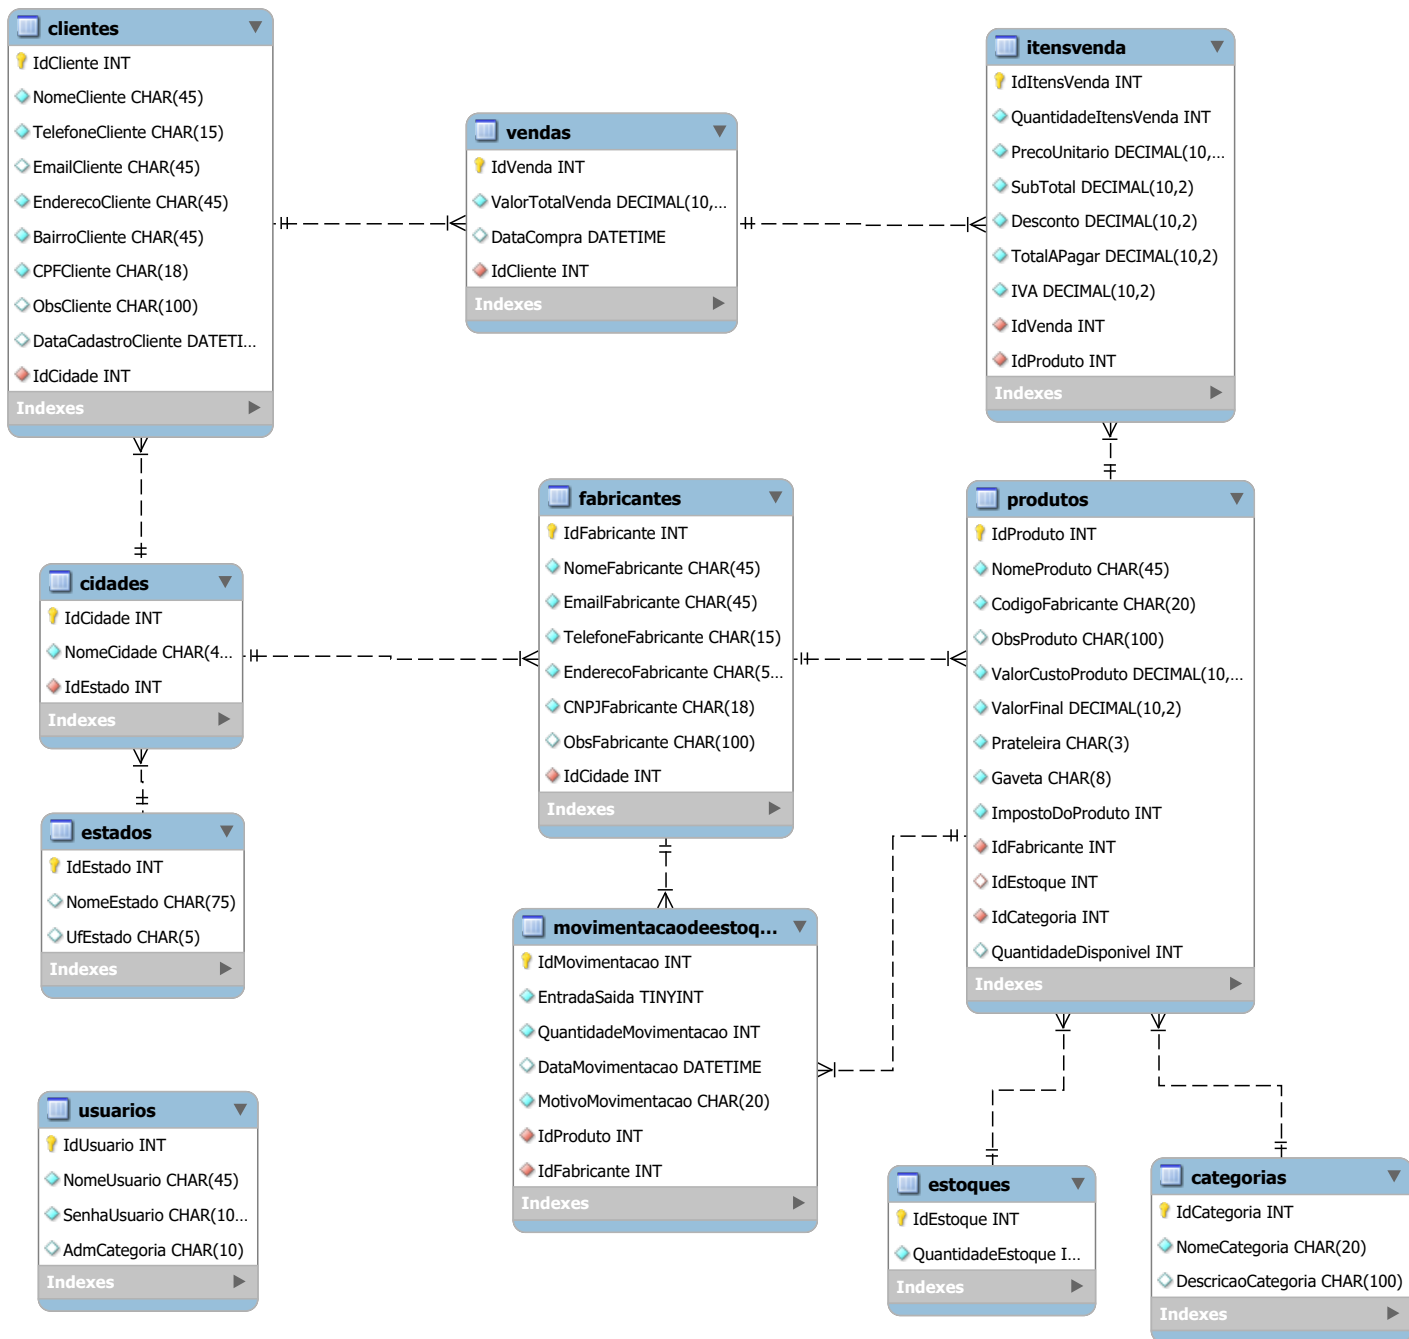 clientes
IdCliente INT
NomeCliente CHAR(45)
TelefoneCliente CHAR(15)
EmailCliente CHAR(45)
EnderecoCliente CHAR(45)
BairroCliente CHAR(45)
CPFCliente CHAR(18)
ObsCliente CHAR(100)
DataCadastroCliente DATETI...
IdCidade INT
Indexes
vendas
IdVenda INT
ValorTotalVenda DECIMAL(10,...
DataCompra DATETIME
IdCliente INT
Indexes
itensvenda
IdItensVenda INT
QuantidadeItensVenda INT
PrecoUnitario DECIMAL(10,...
SubTotal DECIMAL(10,2)
Desconto DECIMAL(10,2)
TotalAPagar DECIMAL(10,2)
IVA DECIMAL(10,2)
IdVenda INT
IdProduto INT
Indexes
cidades
IdCidade INT
NomeCidade CHAR(4...
IdEstado INT
Indexes
fabricantes
IdFabricante INT
NomeFabricante CHAR(45)
EmailFabricante CHAR(45)
TelefoneFabricante CHAR(15)
EnderecoFabricante CHAR(5...
CNPJFabricante CHAR(18)
ObsFabricante CHAR(100)
IdCidade INT
Indexes
produtos
IdProduto INT
NomeProduto CHAR(45)
CodigoFabricante CHAR(20)
ObsProduto CHAR(100)
ValorCustoProduto DECIMAL(10,...
ValorFinal DECIMAL(10,2)
Prateleira CHAR(3)
Gaveta CHAR(8)
ImpostoDoProduto INT
IdFabricante INT
IdEstoque INT
IdCategoria INT
QuantidadeDisponivel INT
Indexes
estados
IdEstado INT
NomeEstado CHAR(75)
UfEstado CHAR(5)
Indexes
movimentacaodeestoq...
IdMovimentacao INT
EntradaSaida TINYINT
QuantidadeMovimentacao INT
DataMovimentacao DATETIME
MotivoMovimentacao CHAR(20)
IdProduto INT
IdFabricante INT
Indexes
usuarios
IdUsuario INT
NomeUsuario CHAR(45)
SenhaUsuario CHAR(10...
AdmCategoria CHAR(10)
Indexes
estoques
IdEstoque INT
QuantidadeEstoque I...
Indexes
categorias
IdCategoria INT
NomeCategoria CHAR(20)
DescricaoCategoria CHAR(100)
Indexes